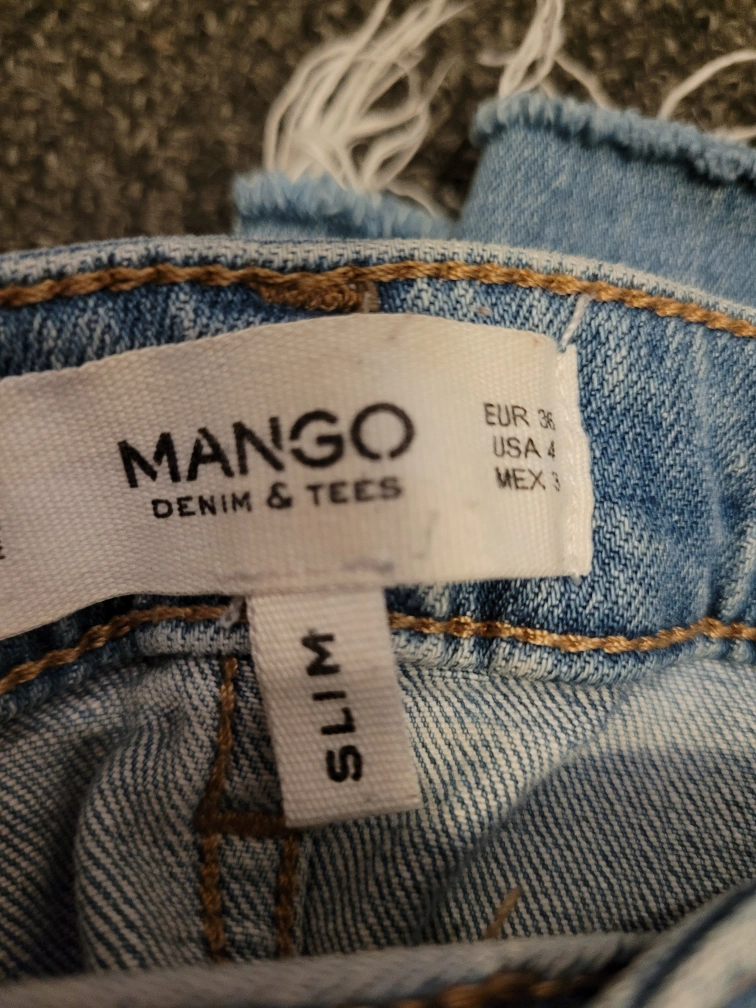 MANGO
DENIM & TEES
EUR 36
USA 4
MEX 3
SLIM